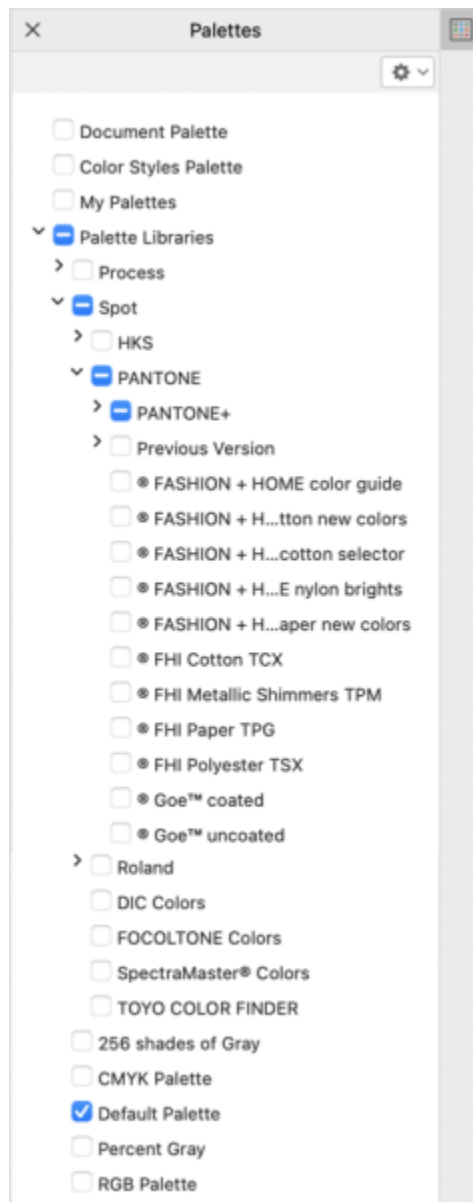 Palettes
Document Palette
Color Styles Palette
My Palettes
Palette Libraries
Process
Spot
HKS
PANTONE
PANTONE+
Previous Version
® FASHION + HOME color guide
® FASHION + H...tton new colors
® FASHION + H...cotton selector
® FASHION + H...E nylon brights
® FASHION + H...aper new colors
® FHI Cotton TCX
® FHI Metallic Shimmers TPM
® FHI Paper TPG
® FHI Polyester TSX
® Goe™ coated
® Goe™ uncoated
Roland
DIC Colors
FOCOLTONE Colors
SpectraMaster® Colors
TOYO COLOR FINDER
256 shades of Gray
CMYK Palette
Default Palette
Percent Gray
RGB Palette